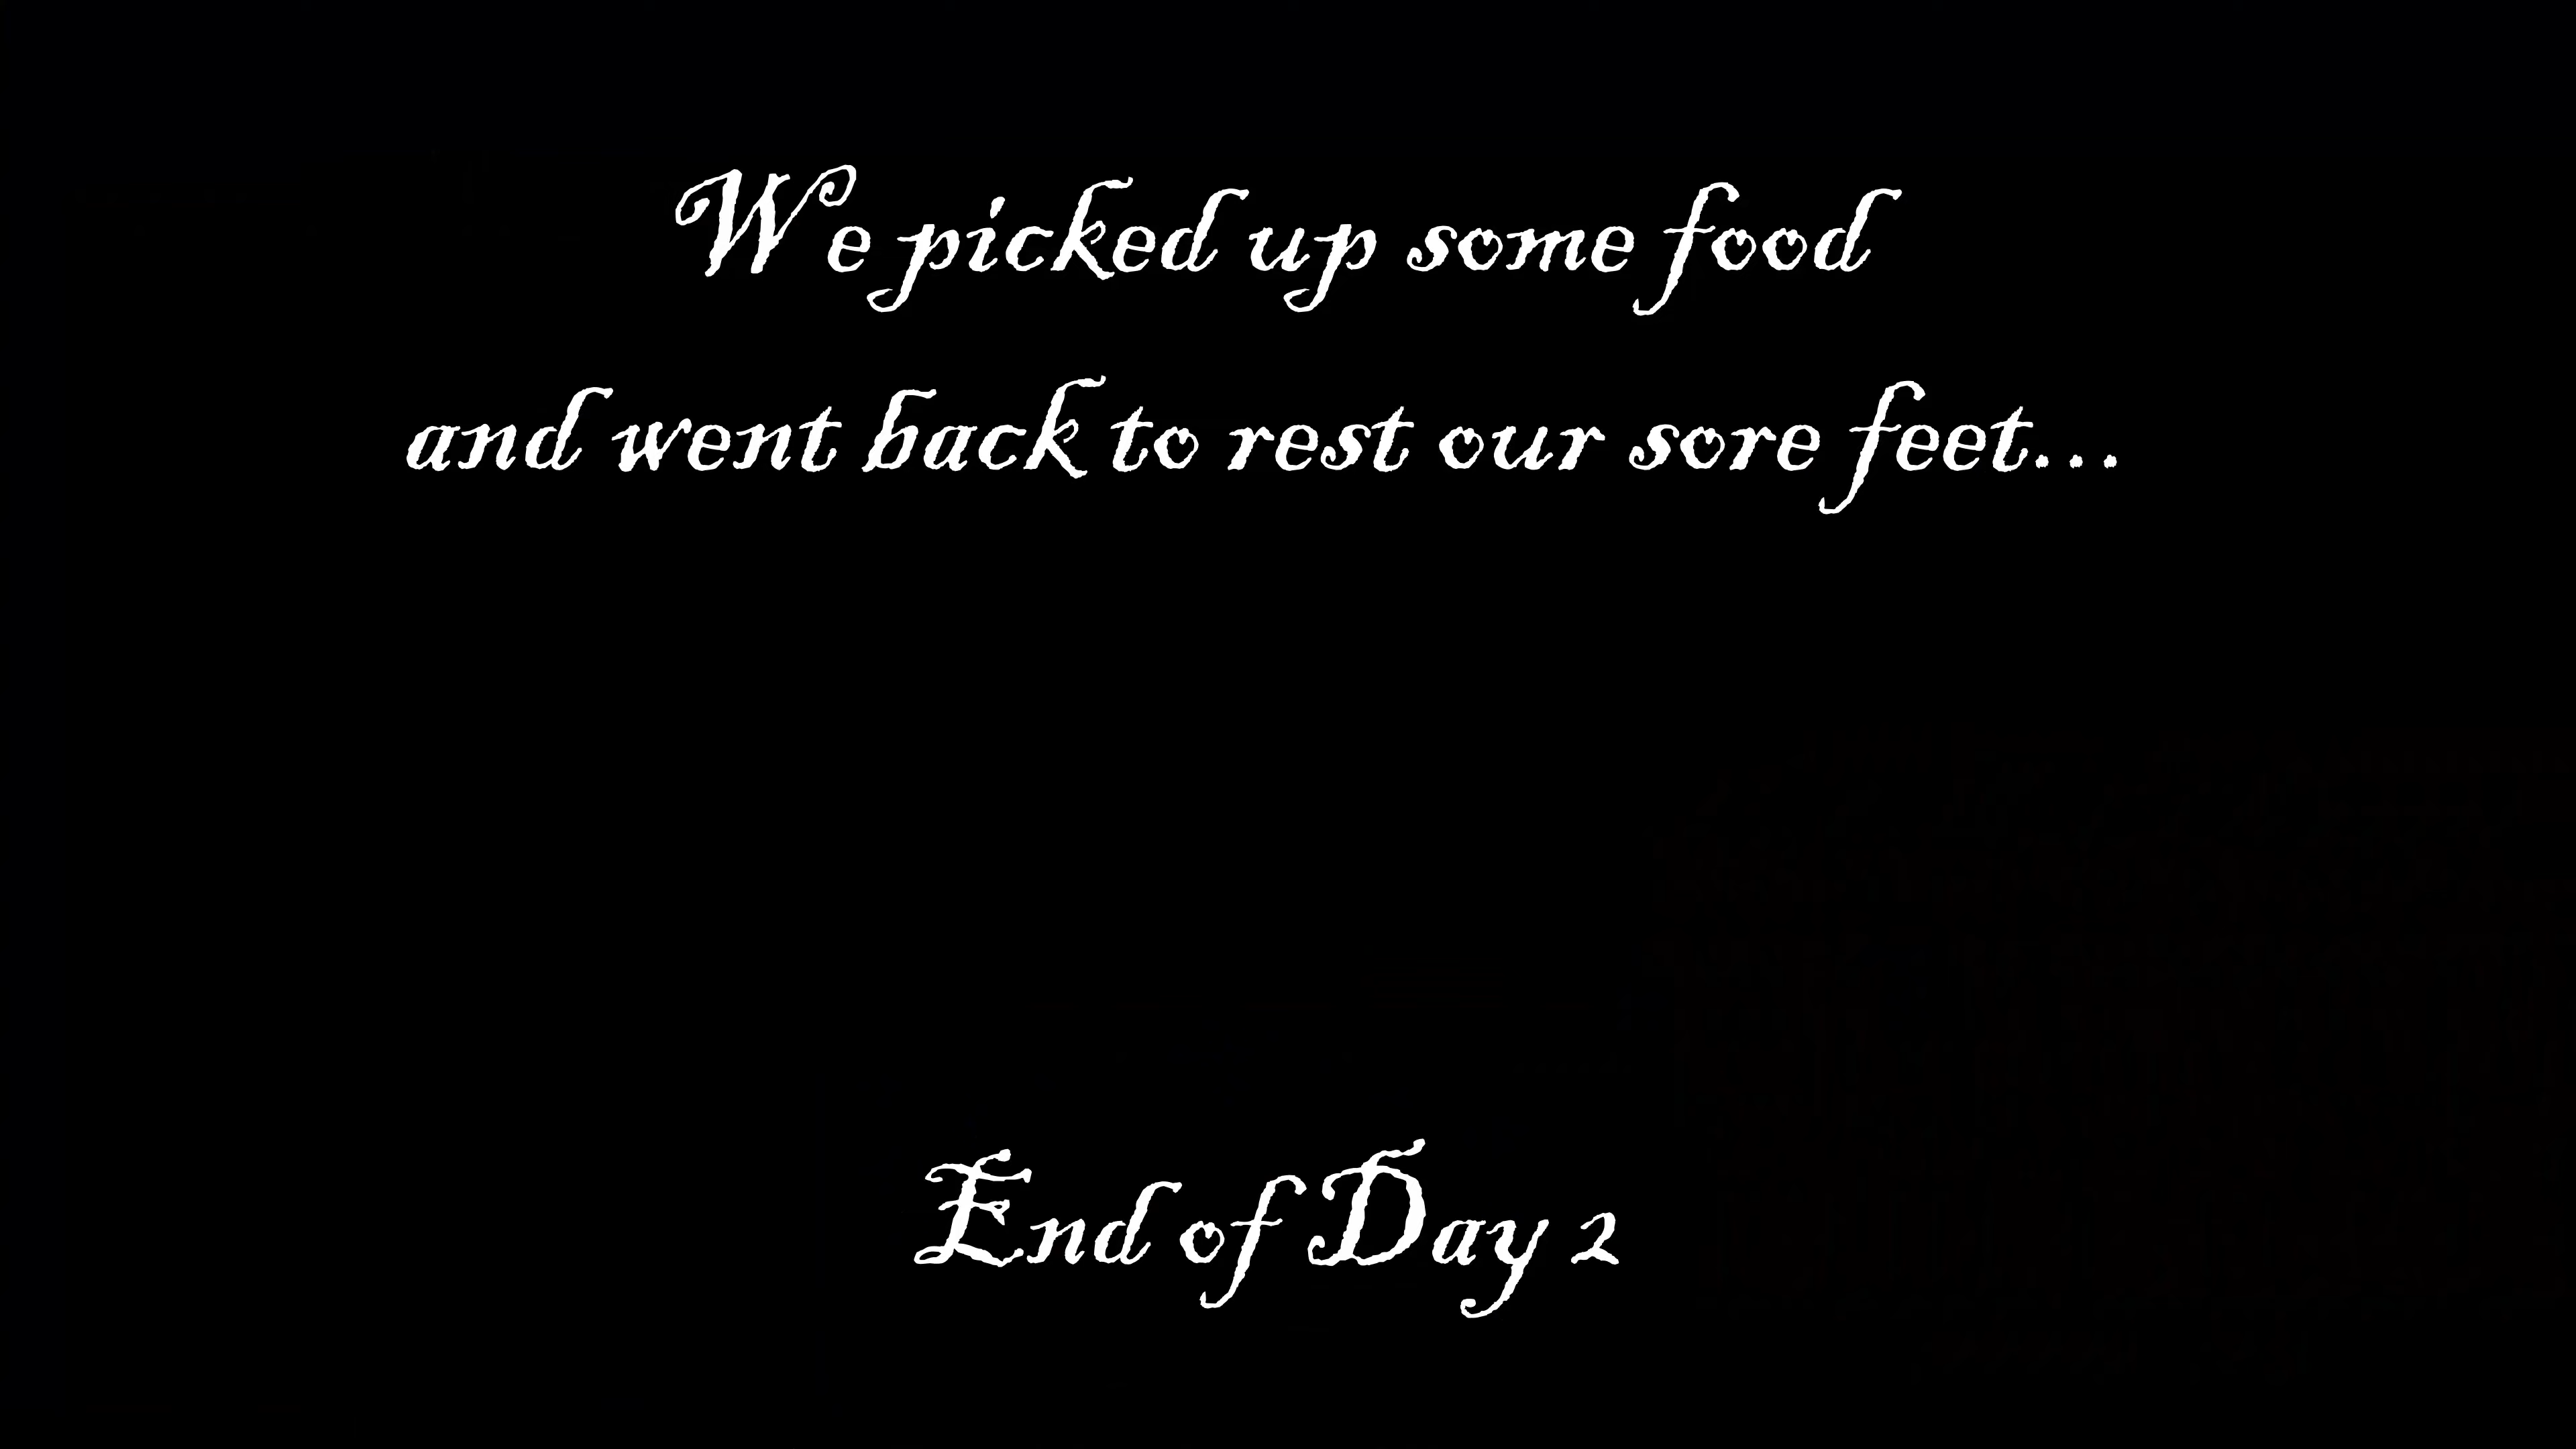 We picked up some food
and went back to rest our sore feet...
End of Day 2